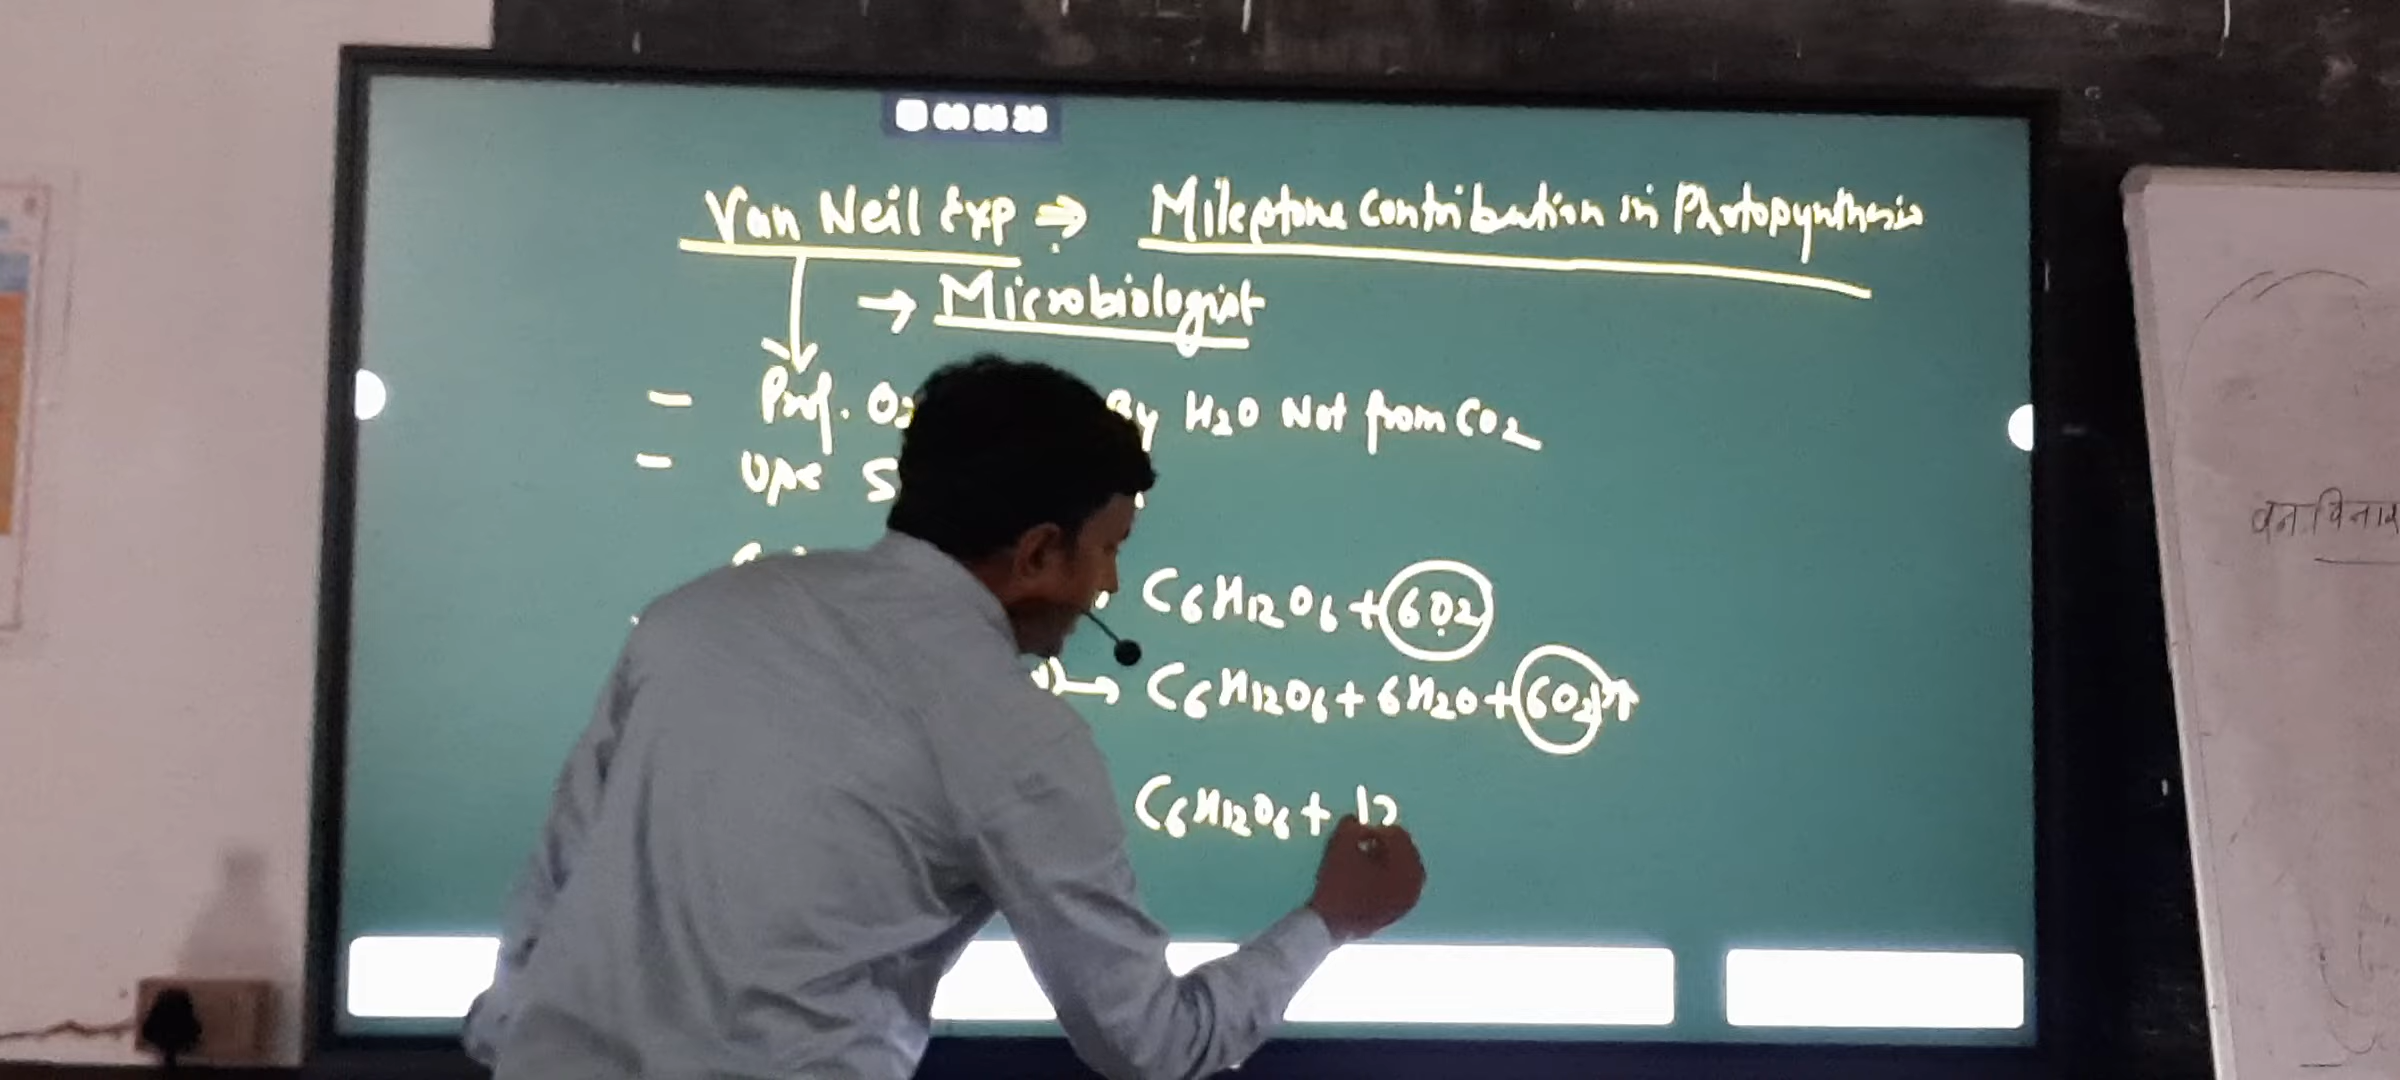 Van Neil Exp ⇒ Milestone Contribution in Photosynthesis
→ Microbiologist
- Prof. O2 By H2O Not from CO2
-
C6H12O6 + 6O2
→ C6H12O6 + 6H2O + 6O2↑
C6H12O6 + 12
वन विनाश